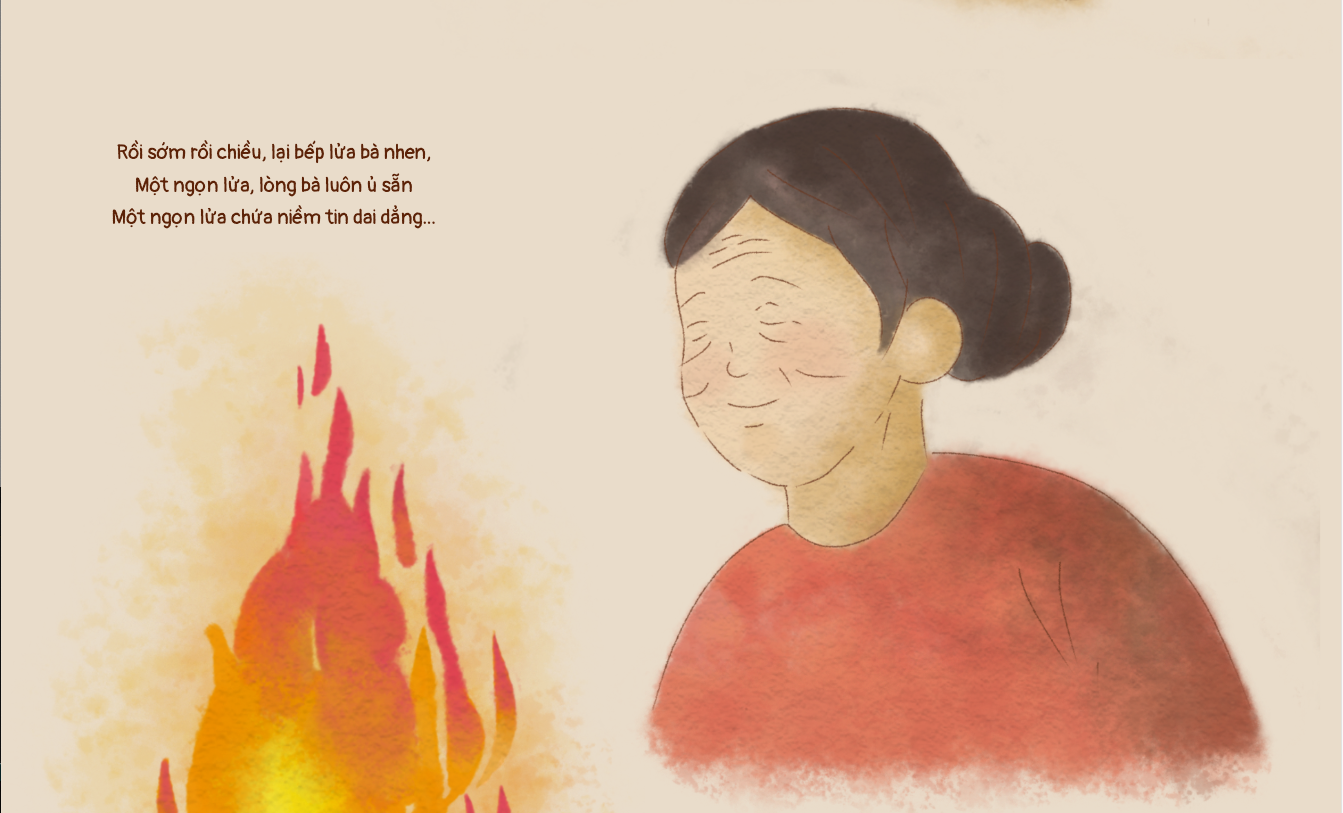 Rồi sớm rồi chiều, lại bếp lửa bà nhen,
Một ngọn lửa, lòng bà luôn ủ sẵn
Một ngọn lửa chứa niềm tin dai dẳng...